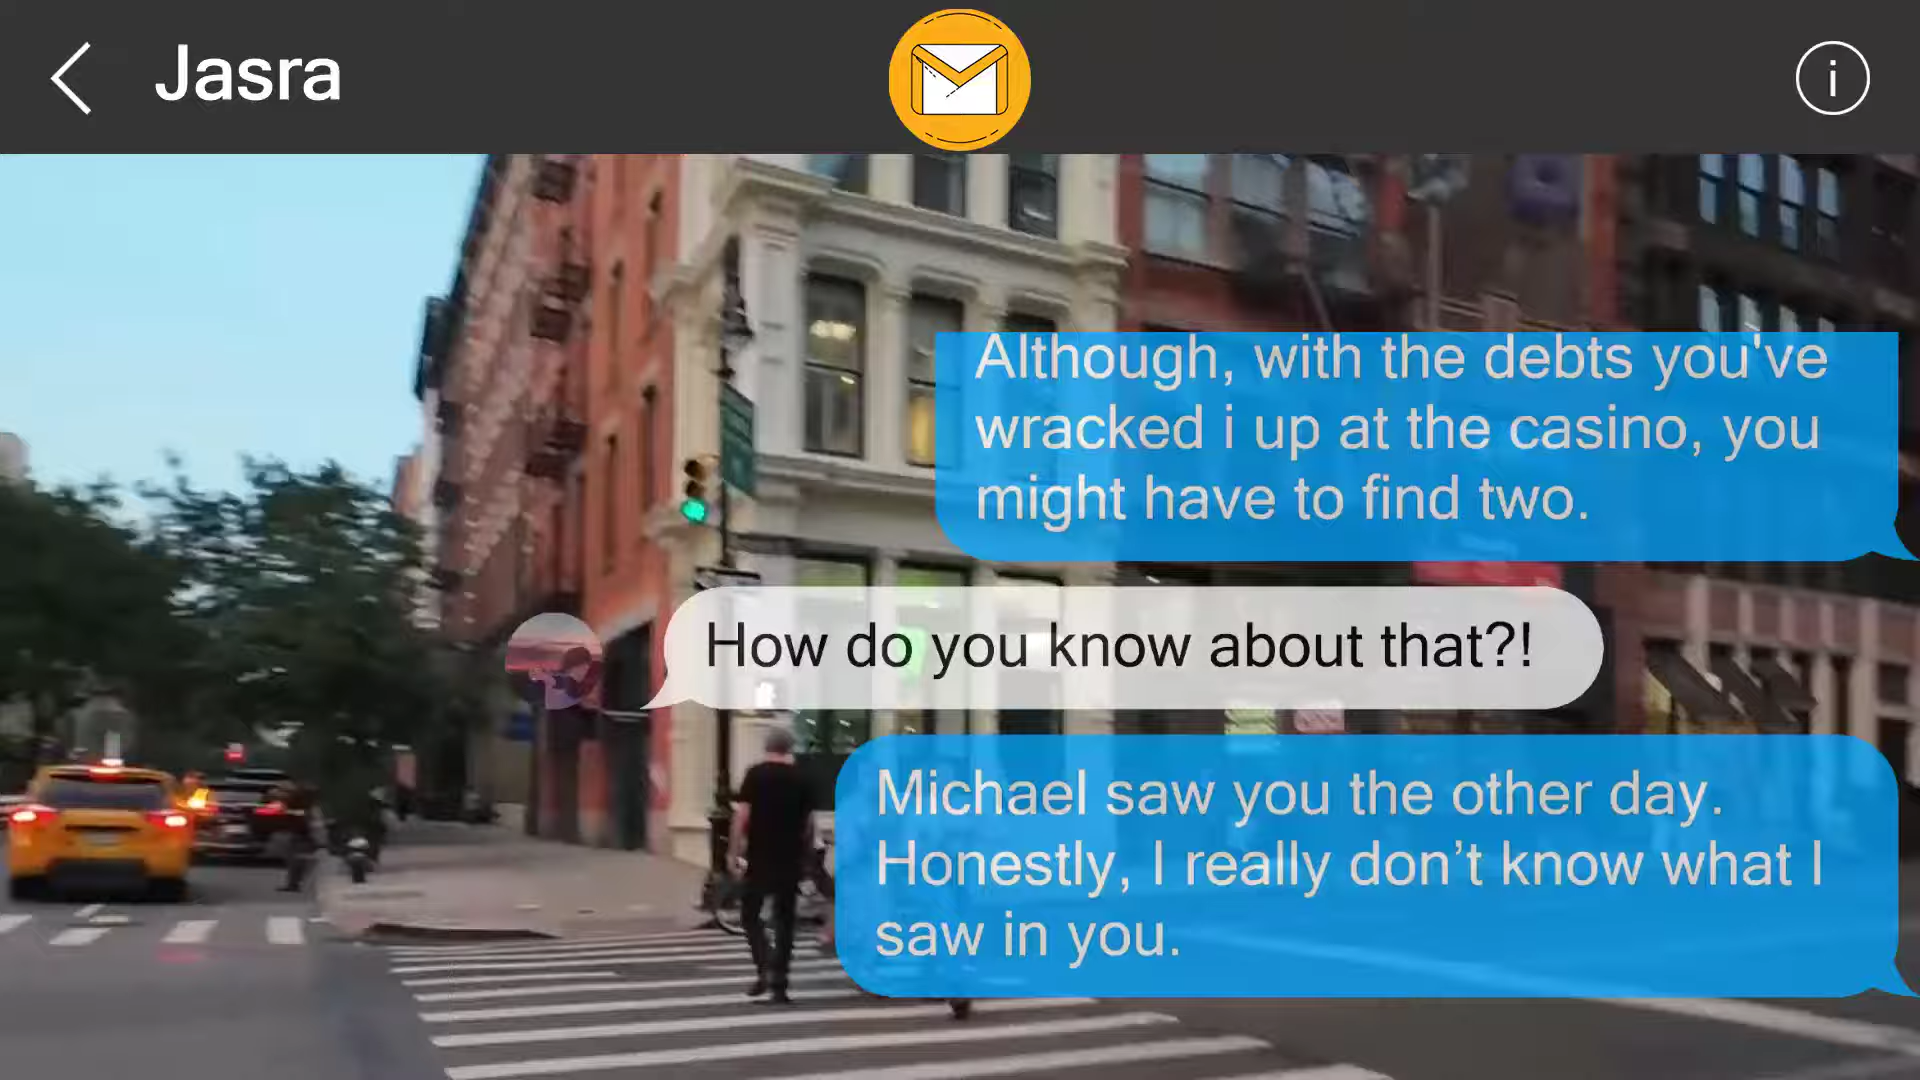 Jasra
i
Although, with the debts you've
wracked i up at the casino, you
might have to find two.
How do you know about that?!
Michael saw you the other day.
Honestly, I really don’t know what I
saw in you.